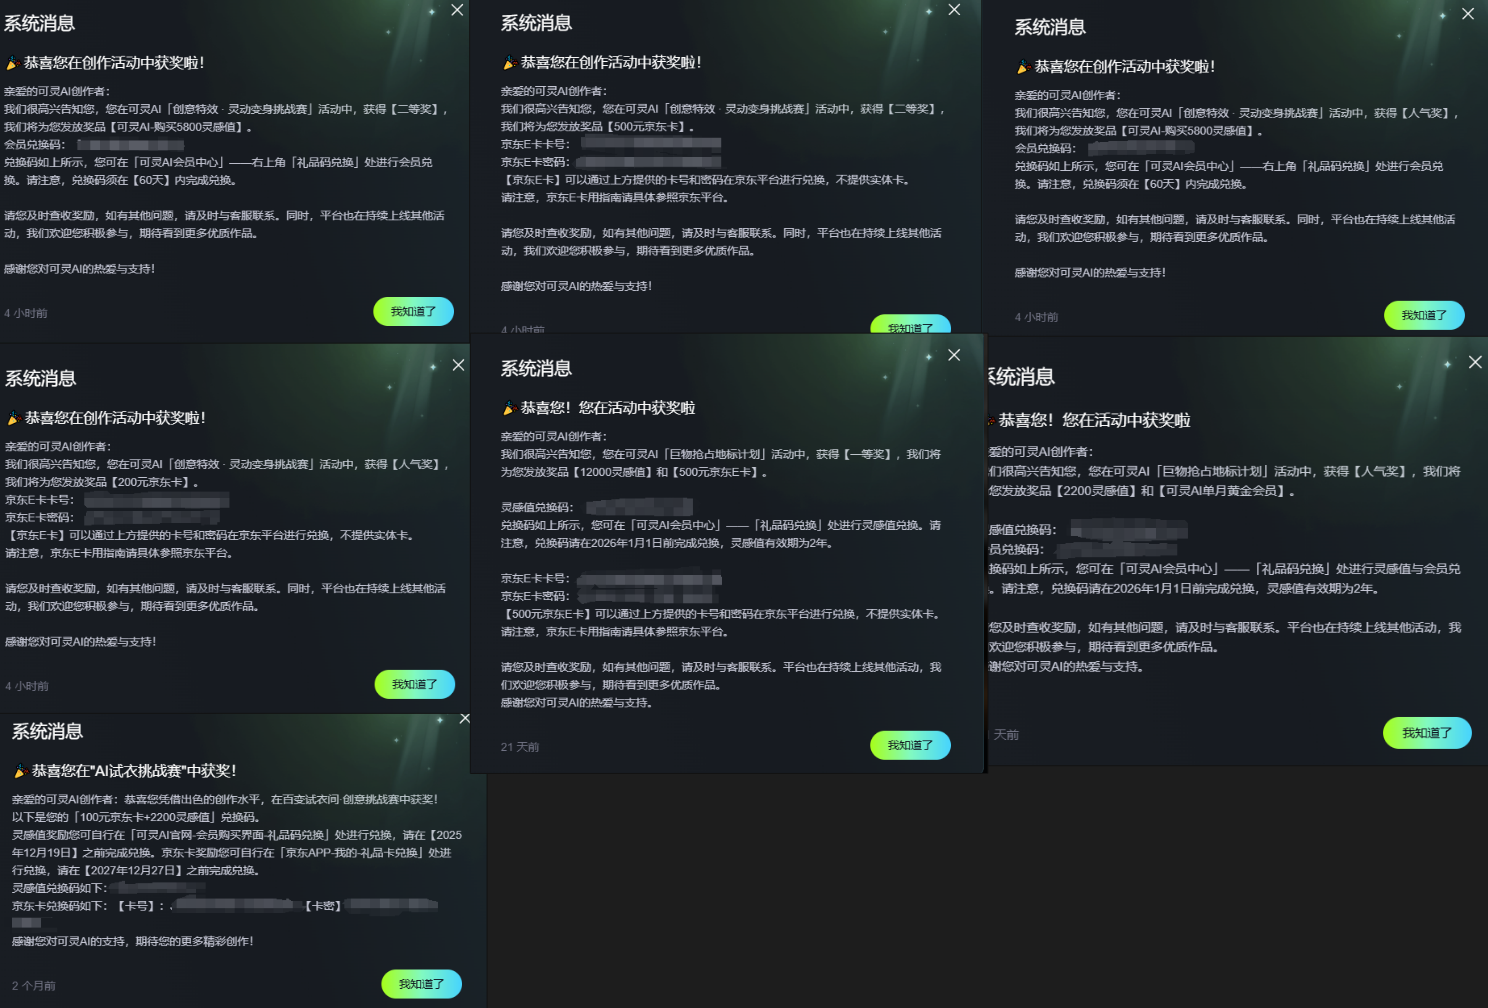 系统消息
恭喜您在创作活动中获奖啦！
亲爱的可灵AI创作者：
我们很高兴告知您，您在可灵AI「创意特效 · 灵动变身挑战赛」活动中，获得【二等奖】，
我们将为您发放奖品【可灵AI-购买5800灵感值】。
会员兑换码：
兑换码如上所示，您可在「可灵AI会员中心」——右上角「礼品码兑换」处进行会员兑
换。请注意，兑换码须在【60天】内完成兑换。
请您及时查收奖励，如有其他问题，请及时与客服联系。同时，平台也在持续上线其他活
动，我们欢迎您积极参与，期待看到更多优质作品。
感谢您对可灵AI的热爱与支持！
4 小时前
我知道了
系统消息
恭喜您在创作活动中获奖啦！
亲爱的可灵AI创作者：
我们很高兴告知您，您在可灵AI「创意特效 · 灵动变身挑战赛」活动中，获得【二等奖】，
我们将为您发放奖品【500元京东卡】。
京东E卡卡号：
京东E卡密码：
【京东E卡】可以通过上方提供的卡号和密码在京东平台进行兑换，不提供实体卡。
请注意，京东E卡用指南请具体参照京东平台。
请您及时查收奖励，如有其他问题，请及时与客服联系。同时，平台也在持续上线其他活
动，我们欢迎您积极参与，期待看到更多优质作品。
感谢您对可灵AI的热爱与支持！
4 小时前
我知道了
系统消息
恭喜您在创作活动中获奖啦！
亲爱的可灵AI创作者：
我们很高兴告知您，您在可灵AI「创意特效 · 灵动变身挑战赛」活动中，获得【人气奖】，
我们将为您发放奖品【可灵AI-购买5800灵感值】。
会员兑换码：
兑换码如上所示，您可在「可灵AI会员中心」——右上角「礼品码兑换」处进行会员兑
换。请注意，兑换码须在【60天】内完成兑换。
请您及时查收奖励，如有其他问题，请及时与客服联系。同时，平台也在持续上线其他活
动，我们欢迎您积极参与，期待看到更多优质作品。
感谢您对可灵AI的热爱与支持！
4 小时前
我知道了
系统消息
恭喜您在创作活动中获奖啦！
亲爱的可灵AI创作者：
我们很高兴告知您，您在可灵AI「创意特效 · 灵动变身挑战赛」活动中，获得【人气奖】，
我们将为您发放奖品【200元京东卡】。
京东E卡卡号：
京东E卡密码：
【京东E卡】可以通过上方提供的卡号和密码在京东平台进行兑换，不提供实体卡。
请注意，京东E卡用指南请具体参照京东平台。
请您及时查收奖励，如有其他问题，请及时与客服联系。同时，平台也在持续上线其他活
动，我们欢迎您积极参与，期待看到更多优质作品。
感谢您对可灵AI的热爱与支持！
4 小时前
我知道了
系统消息
恭喜您！您在活动中获奖啦
亲爱的可灵AI创作者：
我们很高兴告知您，您在可灵AI「巨物抢占地标计划」活动中，获得【一等奖】，我们将
为您发放奖品【12000灵感值】和【500元京东E卡】。
灵感值兑换码：
兑换码如上所示，您可在「可灵AI会员中心」——「礼品码兑换」处进行灵感值兑换。请
注意，兑换码请在2026年1月1日前完成兑换，灵感值有效期为2年。
京东E卡卡号：
京东E卡密码：
【500元京东E卡】可以通过上方提供的卡号和密码在京东平台进行兑换，不提供实体卡。
请注意，京东E卡用指南请具体参照京东平台。
请您及时查收奖励，如有其他问题，请及时与客服联系。平台也在持续上线其他活动，我
们欢迎您积极参与，期待看到更多优质作品。
感谢您对可灵AI的热爱与支持。
21 天前
我知道了
系统消息
恭喜您！您在活动中获奖啦
爱的可灵AI创作者：
们很高兴告知您，您在可灵AI「巨物抢占地标计划」活动中，获得【人气奖】，我们将
您发放奖品【2200灵感值】和【可灵AI单月黄金会员】。
感值兑换码：
员兑换码：
换码如上所示，您可在「可灵AI会员中心」——「礼品码兑换」处进行灵感值与会员兑
。请注意，兑换码请在2026年1月1日前完成兑换，灵感值有效期为2年。
您及时查收奖励，如有其他问题，请及时与客服联系。平台也在持续上线其他活动，我
欢迎您积极参与，期待看到更多优质作品。
谢您对可灵AI的热爱与支持。
天前
我知道了
系统消息
恭喜您在"AI试衣挑战赛"中获奖！
亲爱的可灵AI创作者：恭喜您凭借出色的创作水平，在百变试衣间·创意挑战赛中获奖！
以下是您的「100元京东卡+2200灵感值」兑换码。
灵感值奖励您可自行在「可灵AI官网-会员购买界面-礼品码兑换」处进行兑换，请在【2025
年12月19日】之前完成兑换。京东卡奖励您可自行在「京东APP-我的-礼品卡兑换」处进
行兑换，请在【2027年12月27日】之前完成兑换。
灵感值兑换码如下：
京东卡兑换码如下：【卡号】：【卡密】
感谢您对可灵AI的支持，期待您的更多精彩创作！
2 个月前
我知道了